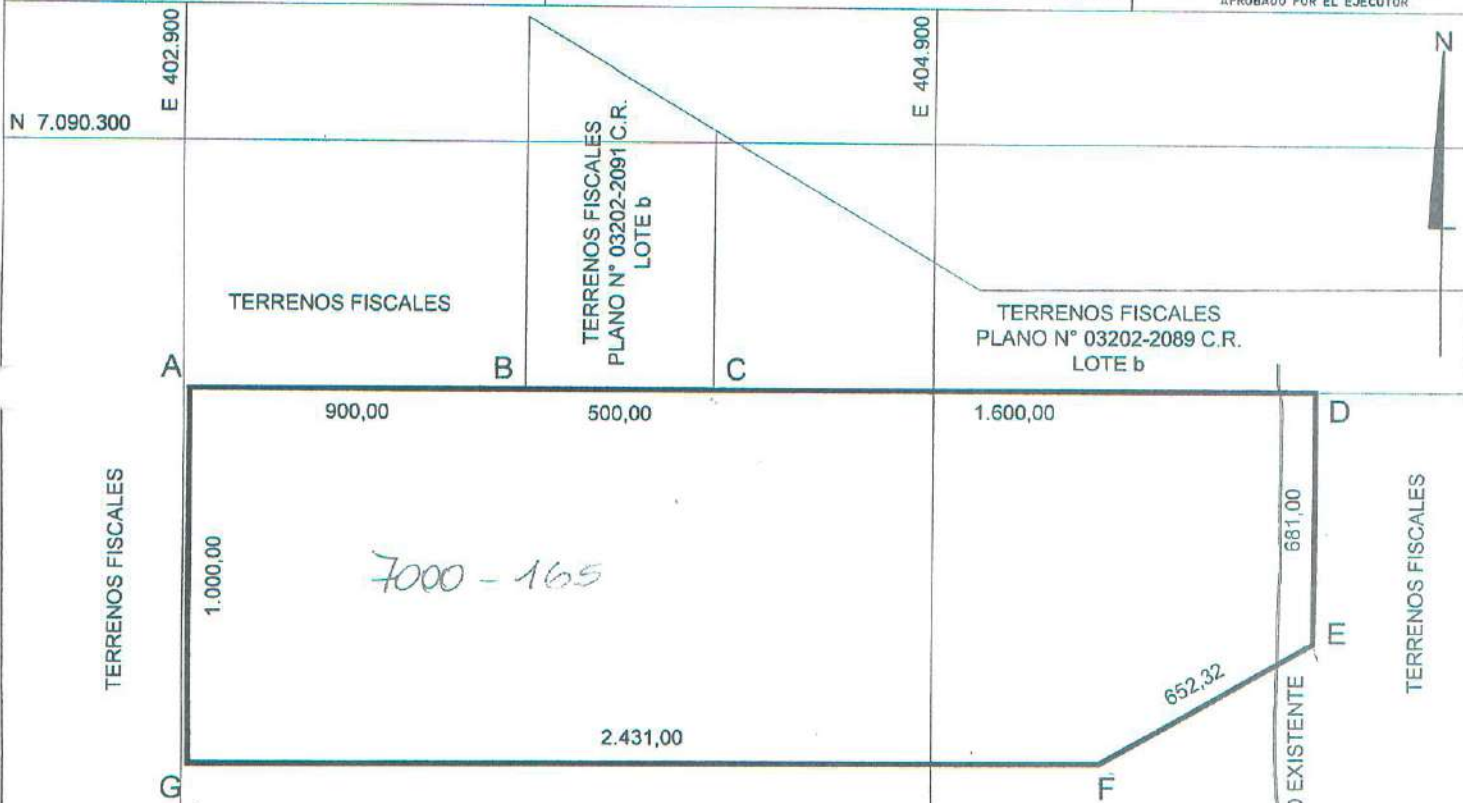 APROBADO POR EL EJECUTOR
E 402.900
E 404.900
N
N 7.090.300
TERRENOS FISCALES
PLANO N° 03202-2091 C.R.
LOTE b
TERRENOS FISCALES
TERRENOS FISCALES
PLANO N° 03202-2089 C.R.
LOTE b
A
B
C
D
900,00
500,00
1.600,00
TERRENOS FISCALES
1.000,00
7000 - 165
681,00
TERRENOS FISCALES
E
652,32
EXISTENTE
2.431,00
G
F